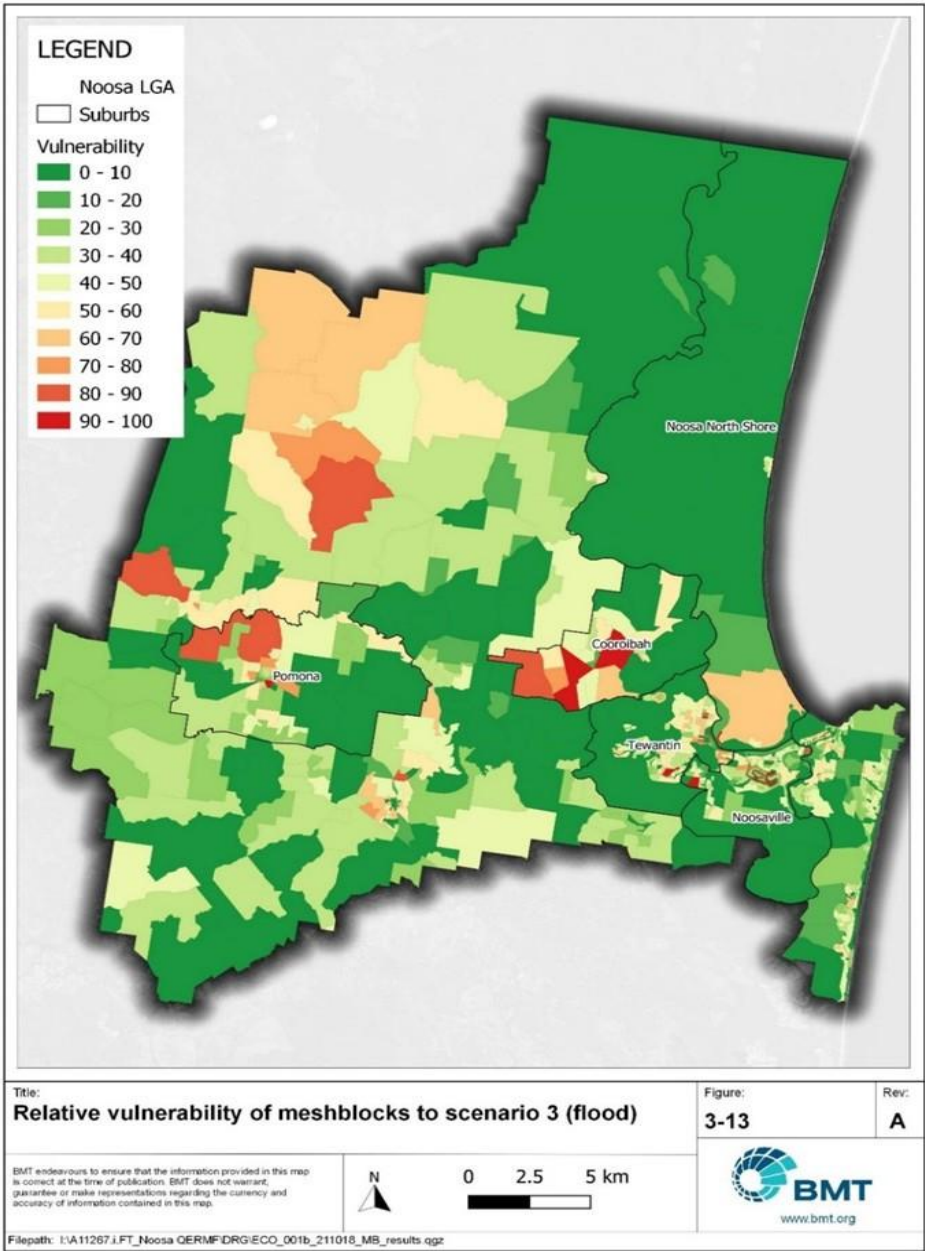 LEGEND
Noosa LGA
Suburbs
Vulnerability
0 - 10
10 - 20
20 - 30
30 - 40
40 - 50
50 - 60
60 - 70
70 - 80
80 - 90
90 - 100
Noosa North Shore
Cooroibah
Pomona
Tewantin
Noosaville
Title:
Relative vulnerability of meshblocks to scenario 3 (flood)
Figure:
3-13
Rev:
A
BMT endeavours to ensure that the information provided in this map
is correct at the time of publication. BMT does not warrant,
guarantee or make representations regarding the currency and
accuracy of information contained in this map.
N
0 2.5 5 km
BMT
www.bmt.org
Filepath: I:\A11267.i.FT_Noosa QERMF\DRG\ECO_001b_211018_MB_results.qgz